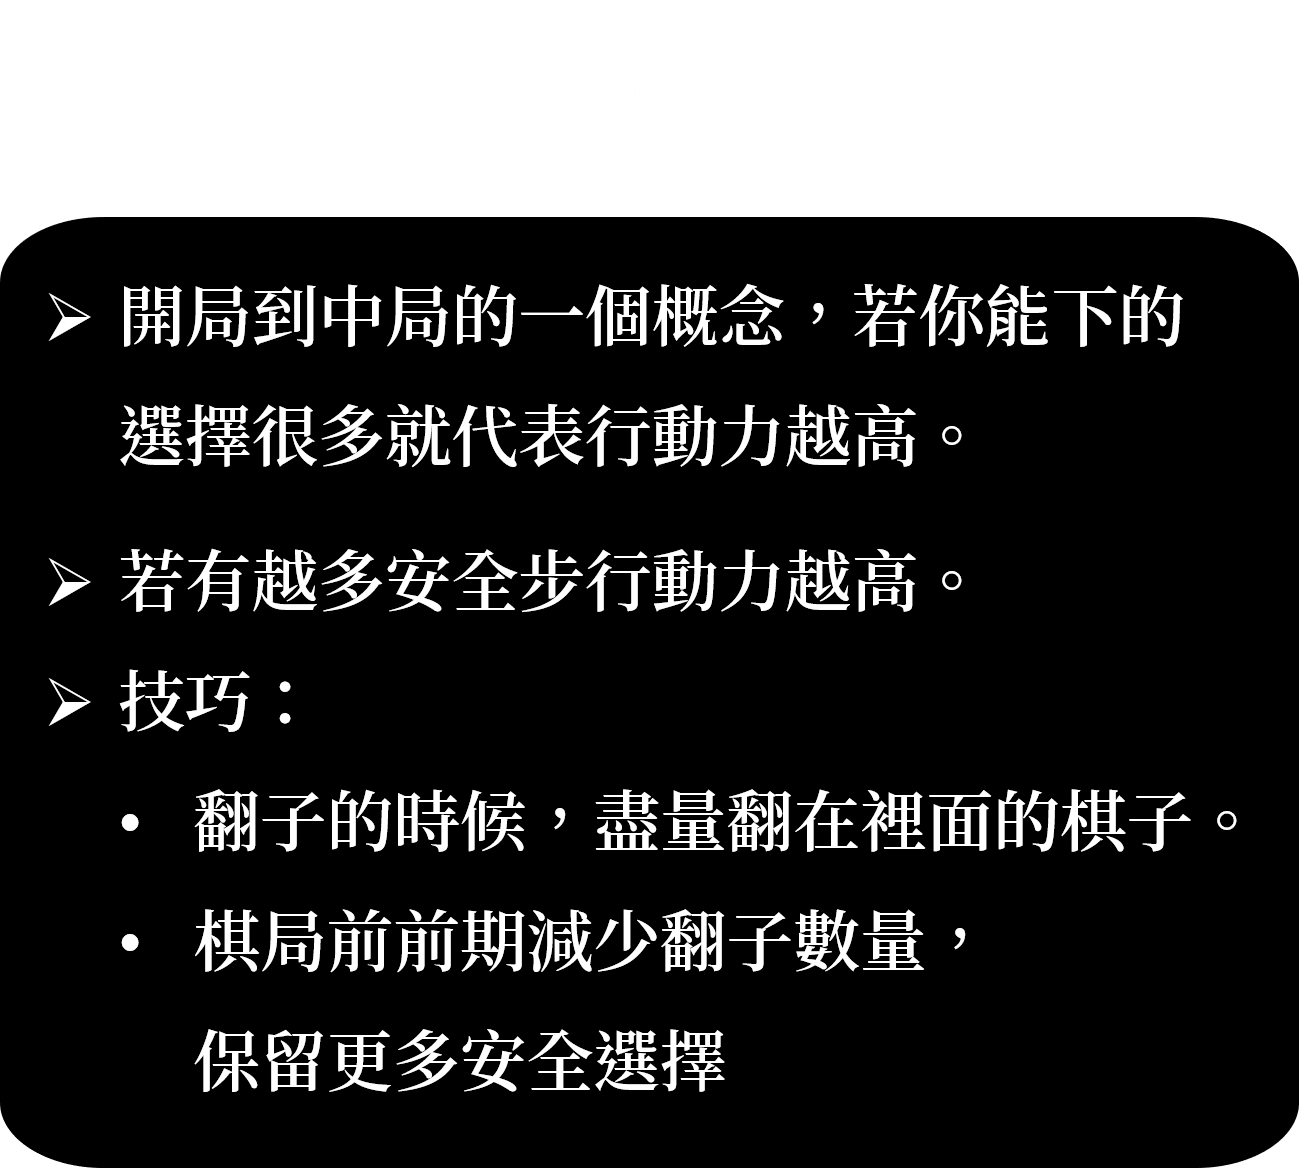 ➢ 開局到中局的一個概念，若你能下的
選擇很多就代表行動力越高。
➢ 若有越多安全步行動力越高。
➢ 技巧：
• 翻子的時候，盡量翻在裡面的棋子。
• 棋局前前期減少翻子數量，
保留更多安全選擇